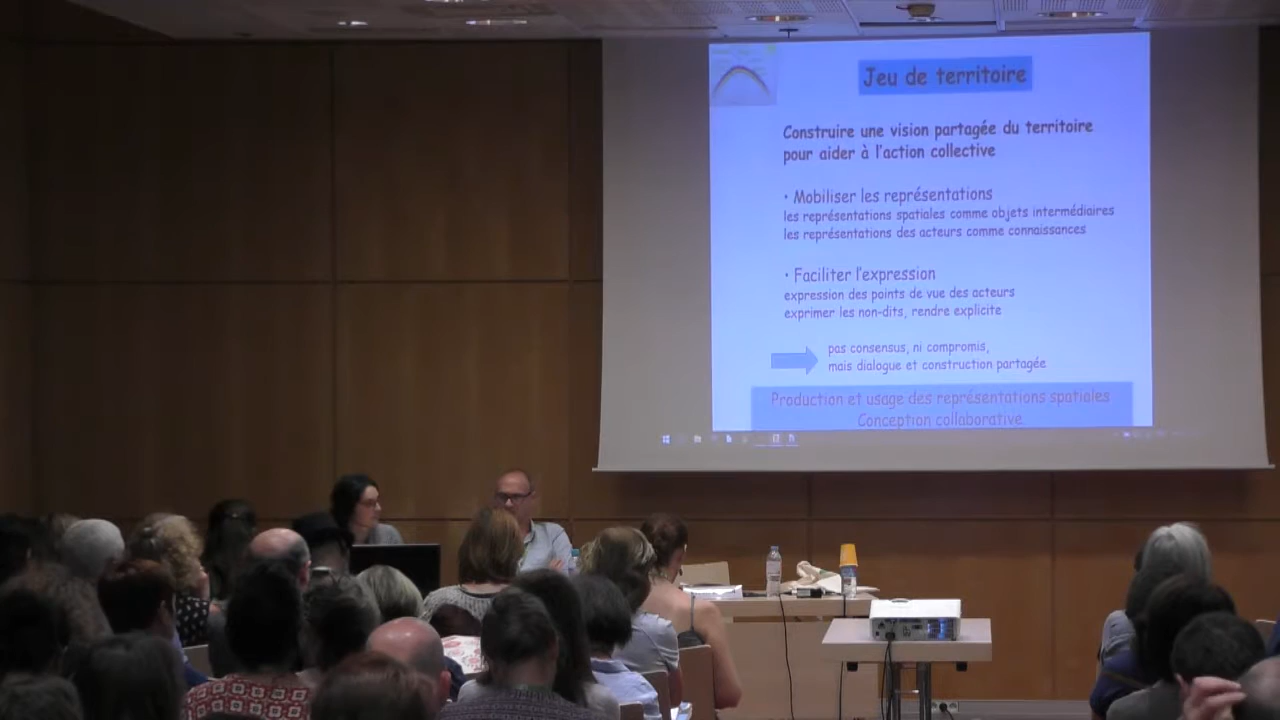 Jeu de territoire
Construire une vision partagée du territoire
pour aider à l'action collective
• Mobiliser les représentations
les représentations spatiales comme objets intermédiaires
les représentations des acteurs comme connaissances
• Faciliter l'expression
expression des points de vue des acteurs
exprimer les non-dits, rendre explicite
pas consensus, ni compromis,
mais dialogue et construction partagée
Production et usage des représentations spatiales
Conception collaborative